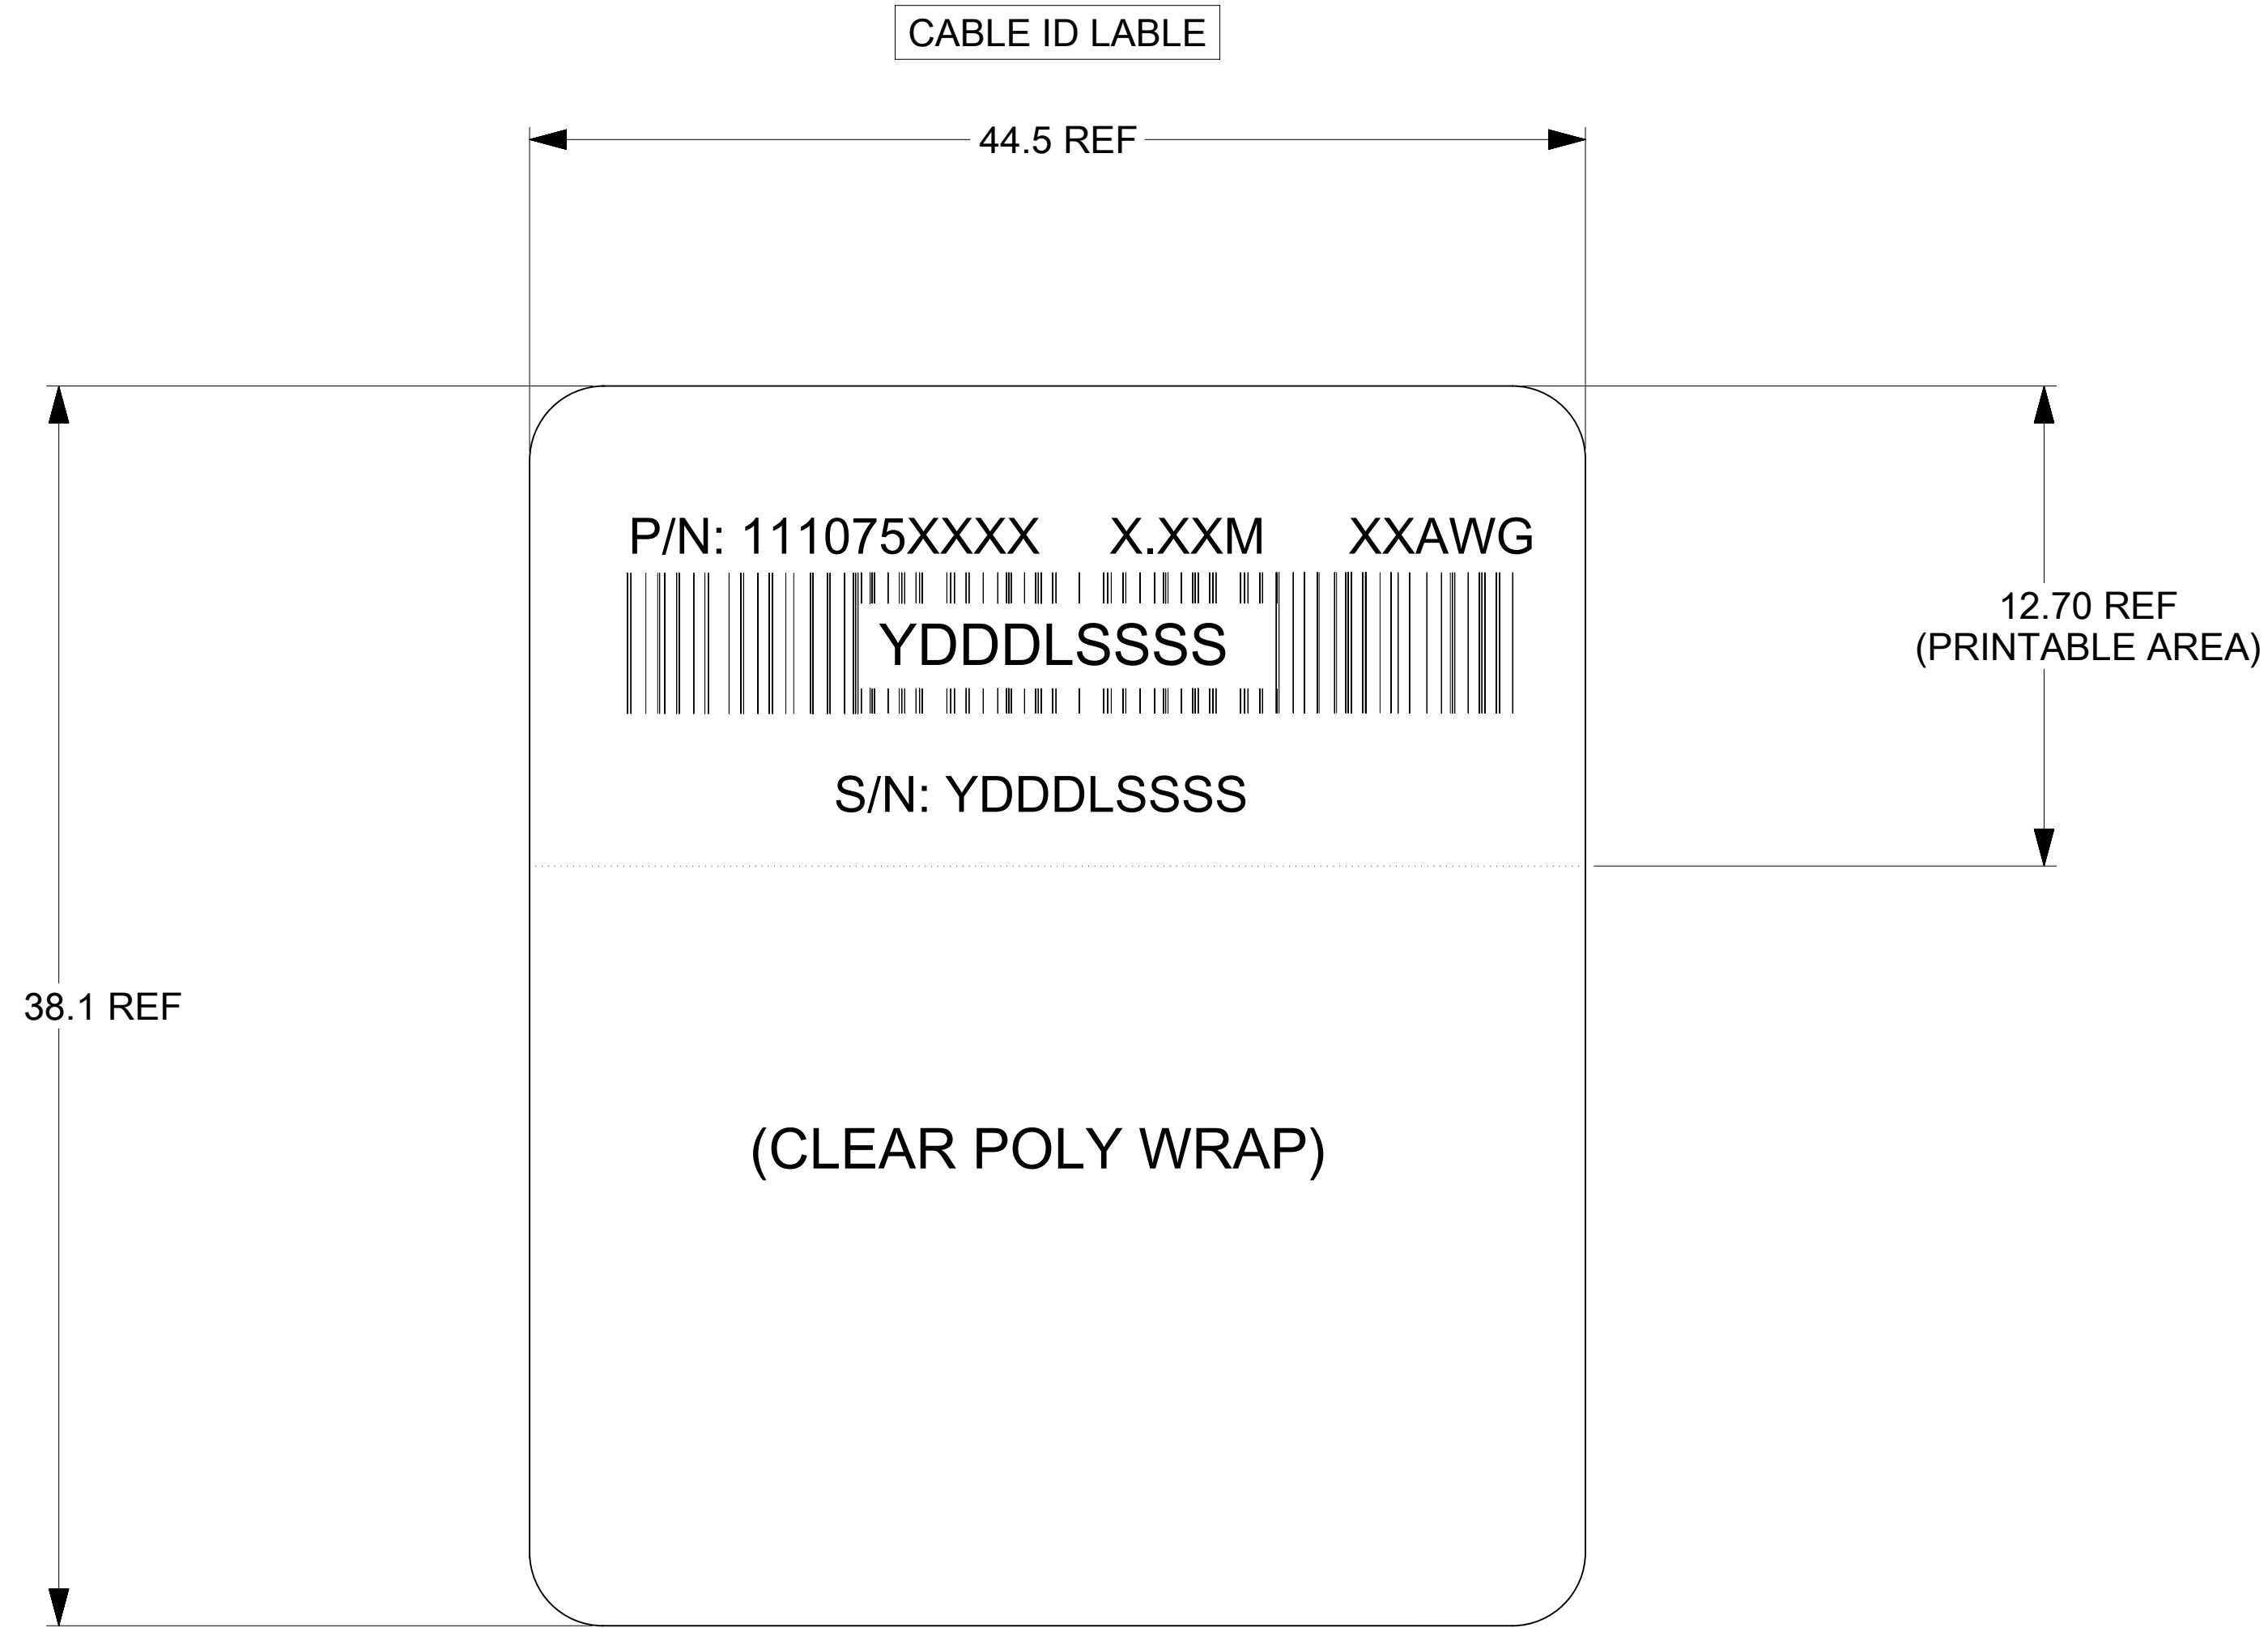 CABLE ID LABLE
44.5 REF
P/N: 111075XXXX X.XXM XXAWG
YDDDLSSSS
12.70 REF
(PRINTABLE AREA)
S/N: YDDDLSSSS
38.1 REF
(CLEAR POLY WRAP)